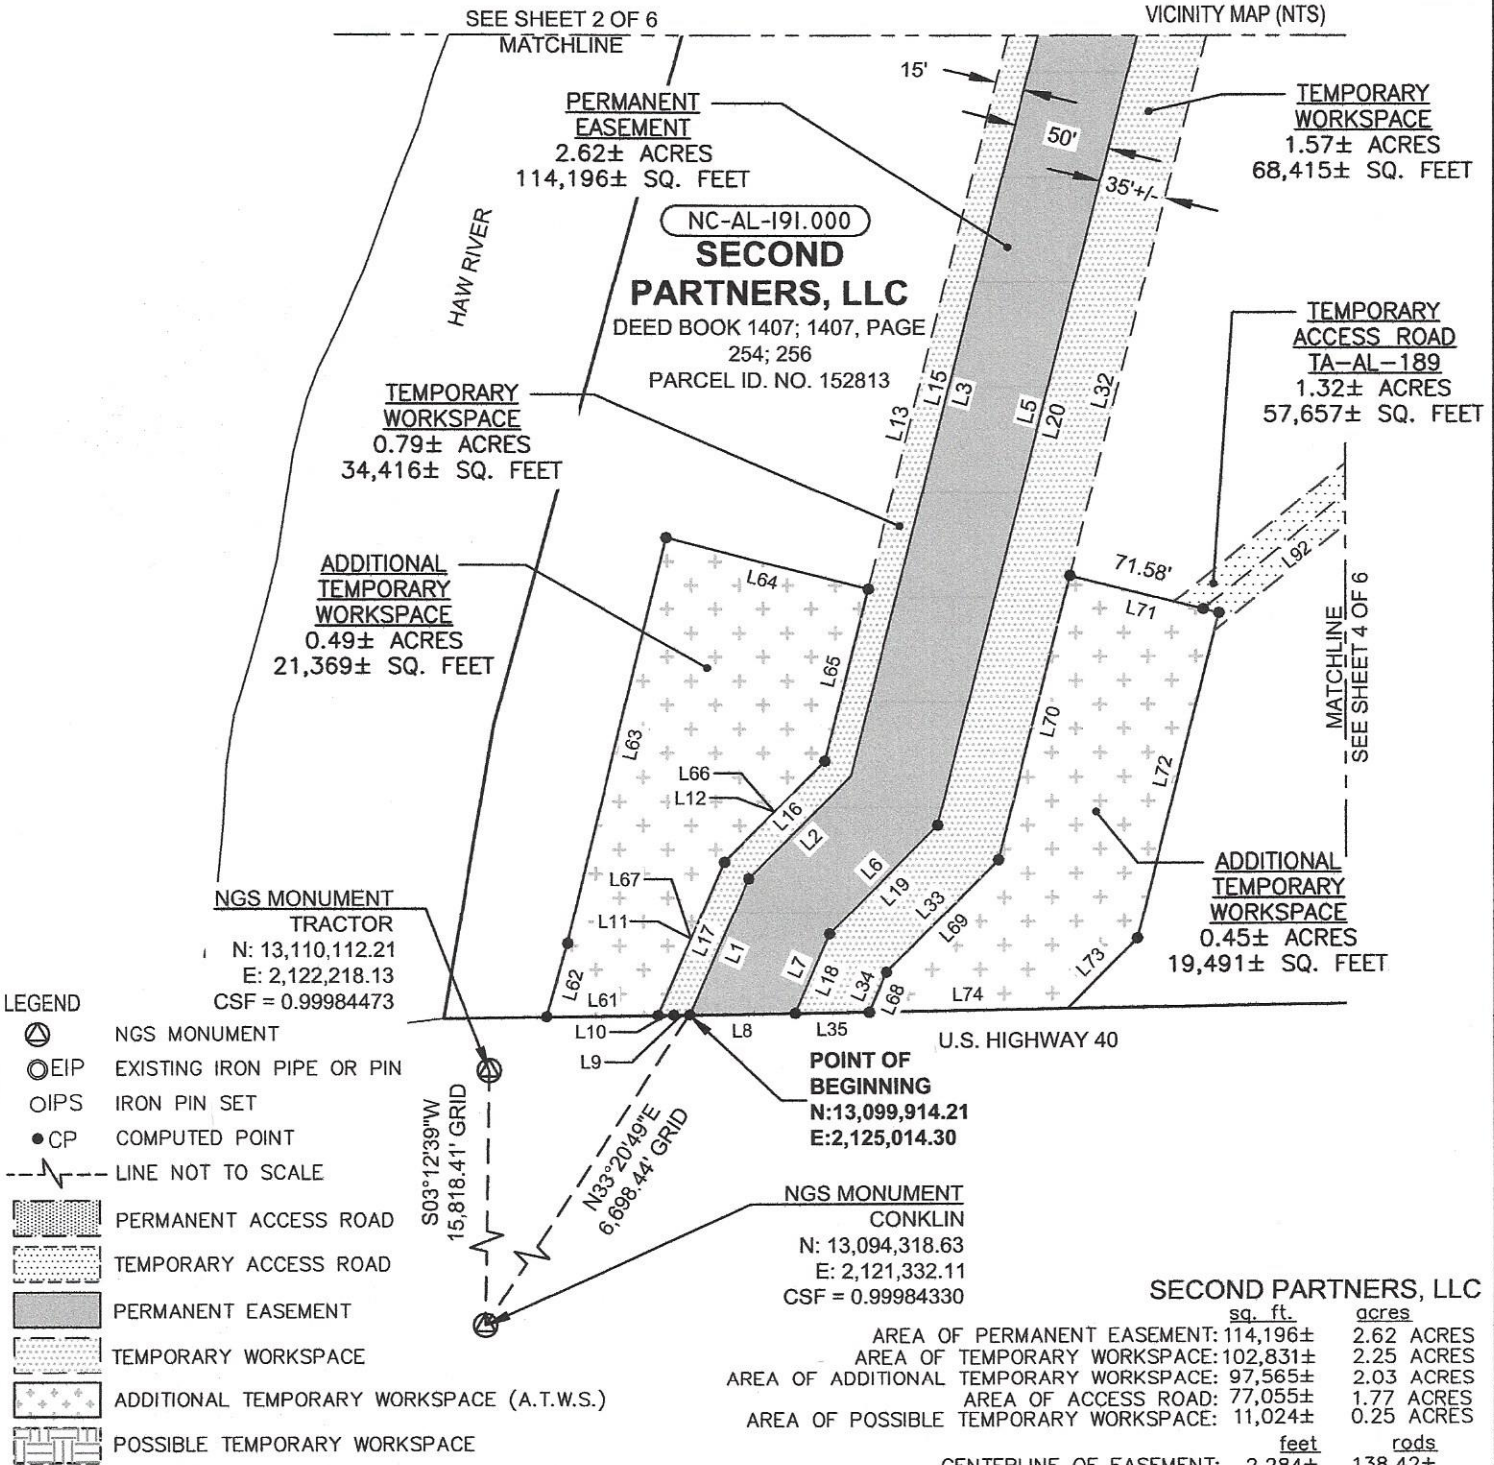 SEE SHEET 2 OF 6
MATCHLINE
VICINITY MAP (NTS)
15'
50'
35'+/-
PERMANENT
EASEMENT
2.62± ACRES
114,196± SQ. FEET
TEMPORARY
WORKSPACE
1.57± ACRES
68,415± SQ. FEET
HAW RIVER
NC-AL-191.000
SECOND
PARTNERS, LLC
DEED BOOK 1407; 1407, PAGE
254; 256
PARCEL ID. NO. 152813
TEMPORARY
ACCESS ROAD
TA-AL-189
1.32± ACRES
57,657± SQ. FEET
TEMPORARY
WORKSPACE
0.79± ACRES
34,416± SQ. FEET
L13
L15
L3
L5
L20
L32
ADDITIONAL
TEMPORARY
WORKSPACE
0.49± ACRES
21,369± SQ. FEET
L64
71.58'
L71
L92
MATCHLINE
SEE SHEET 4 OF 6
L63
L65
L70
L72
L66
L12
L16
L2
L67
L11
L17
L1
L6
L19
L33
L69
L7
L18
L34
L68
L62
L61
L10
L9
L8
L35
L74
L73
ADDITIONAL
TEMPORARY
WORKSPACE
0.45± ACRES
19,491± SQ. FEET
NGS MONUMENT
TRACTOR
N: 13,110,112.21
E: 2,122,218.13
CSF = 0.99984473
U.S. HIGHWAY 40
POINT OF
BEGINNING
N:13,099,914.21
E:2,125,014.30
S03°12'39"W
15,818.41' GRID
N33°20'49"E
6,698.44' GRID
NGS MONUMENT
CONKLIN
N: 13,094,318.63
E: 2,121,332.11
CSF = 0.99984330
LEGEND
NGS MONUMENT
EIP EXISTING IRON PIPE OR PIN
IPS IRON PIN SET
CP COMPUTED POINT
LINE NOT TO SCALE
PERMANENT ACCESS ROAD
TEMPORARY ACCESS ROAD
PERMANENT EASEMENT
TEMPORARY WORKSPACE
ADDITIONAL TEMPORARY WORKSPACE (A.T.W.S.)
POSSIBLE TEMPORARY WORKSPACE
SECOND PARTNERS, LLC
sq. ft. acres
AREA OF PERMANENT EASEMENT: 114,196± 2.62 ACRES
AREA OF TEMPORARY WORKSPACE: 102,831± 2.25 ACRES
AREA OF ADDITIONAL TEMPORARY WORKSPACE: 97,565± 2.03 ACRES
AREA OF ACCESS ROAD: 77,055± 1.77 ACRES
AREA OF POSSIBLE TEMPORARY WORKSPACE: 11,024± 0.25 ACRES
feet rods
CENTERLINE OF EASEMENT: 2,284± 138.42±